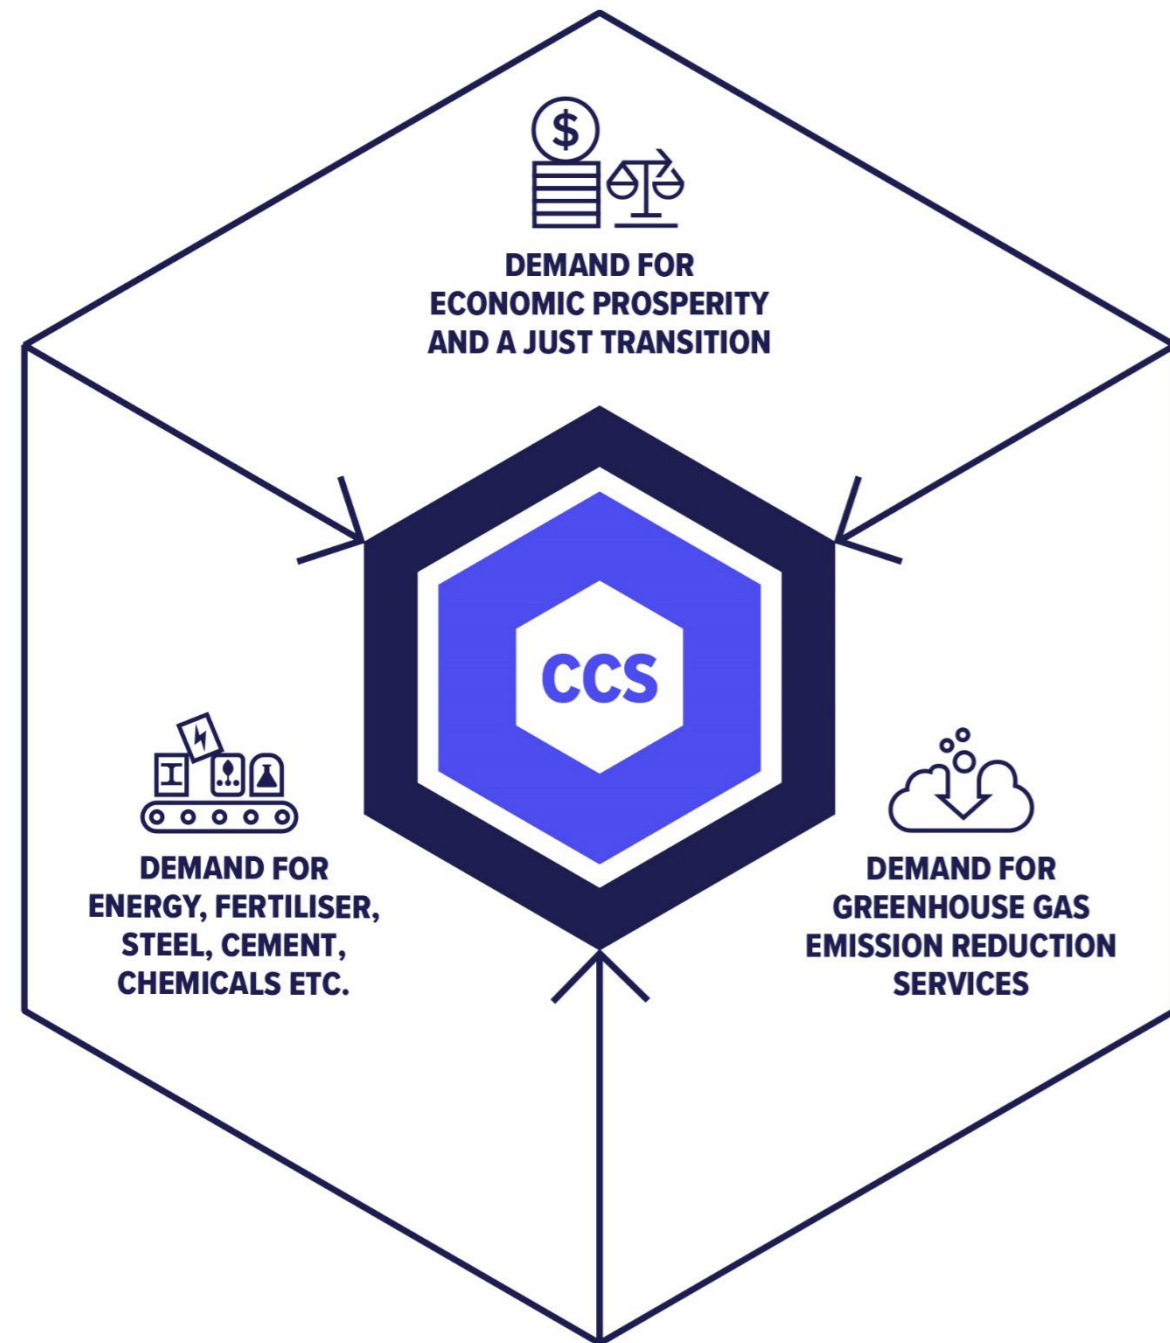 $
DEMAND FOR
ECONOMIC PROSPERITY
AND A JUST TRANSITION
CCS
DEMAND FOR
ENERGY, FERTILISER,
STEEL, CEMENT,
CHEMICALS ETC.
DEMAND FOR
GREENHOUSE GAS
EMISSION REDUCTION
SERVICES